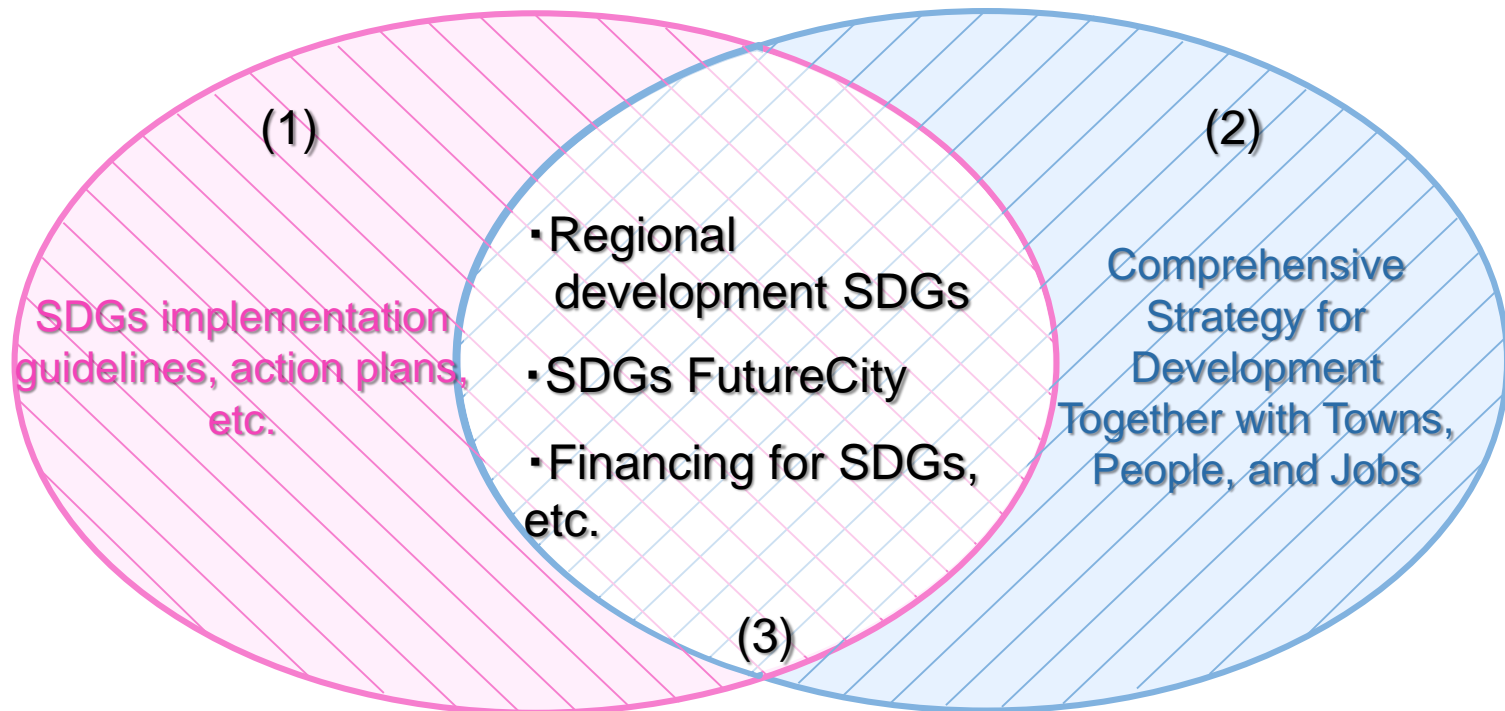 (1)
SDGs implementation
guidelines, action plans,
etc.
・Regional
development SDGs
・SDGs FutureCity
・Financing for SDGs,
etc.
(3)
(2)
Comprehensive
Strategy for
Development
Together with Towns,
People, and Jobs